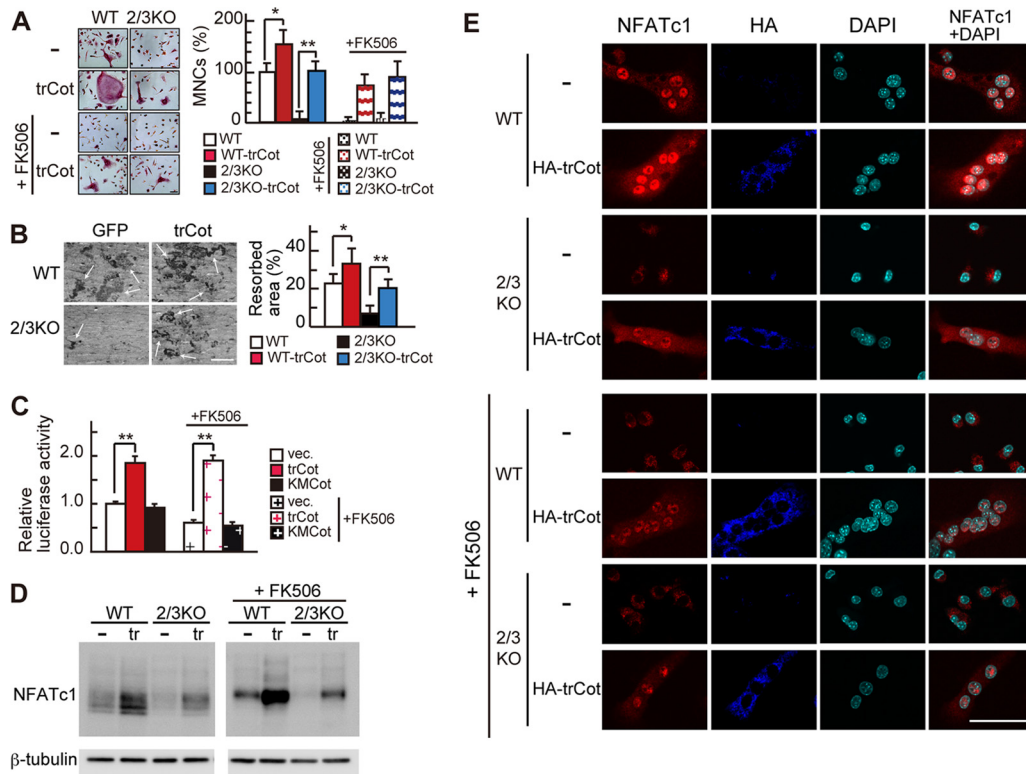 A
WT 2/3KO
–
trCot
+ FK506
–
trCot
MNCs (%)
200
100
0
*
**
+FK506
WT
WT-trCot
2/3KO
2/3KO-trCot
+FK506
WT
WT-trCot
2/3KO
2/3KO-trCot
B
GFP trCot
WT
2/3KO
Resorbed
area (%)
40
20
0
*
**
WT
WT-trCot
2/3KO
2/3KO-trCot
C
Relative
luciferase activity
2.0
1.0
0.0
**
+FK506
**
vec.
trCot
KMCot
vec.
trCot
KMCot
+FK506
D
+ FK506
WT 2/3KO WT 2/3KO
– tr – tr – tr – tr
NFATc1
β-tubulin
E
NFATc1 HA DAPI NFATc1
+DAPI
WT
–
HA-trCot
2/3
KO
–
HA-trCot
+ FK506
WT
–
HA-trCot
2/3
KO
–
HA-trCot